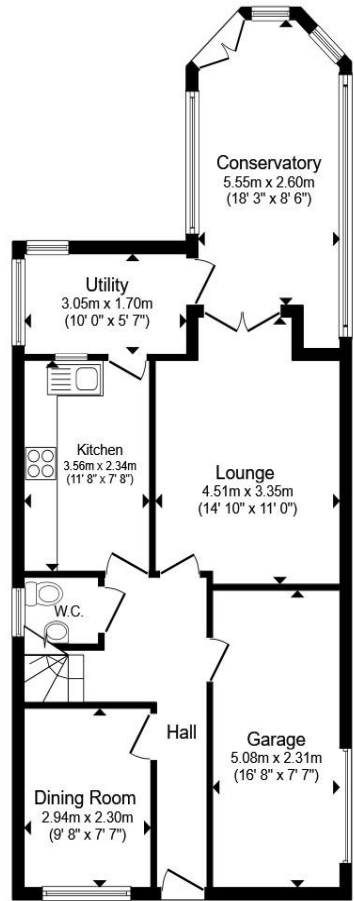 Conservatory
5.55m x 2.60m
(18' 3" x 8' 6")
Utility
3.05m x 1.70m
(10' 0" x 5' 7")
Kitchen
3.56m x 2.34m
(11' 8" x 7' 8")
Lounge
4.51m x 3.35m
(14' 10" x 11' 0")
W.C.
Hall
Garage
5.08m x 2.31m
(16' 8" x 7' 7")
Dining Room
2.94m x 2.30m
(9' 8" x 7' 7")